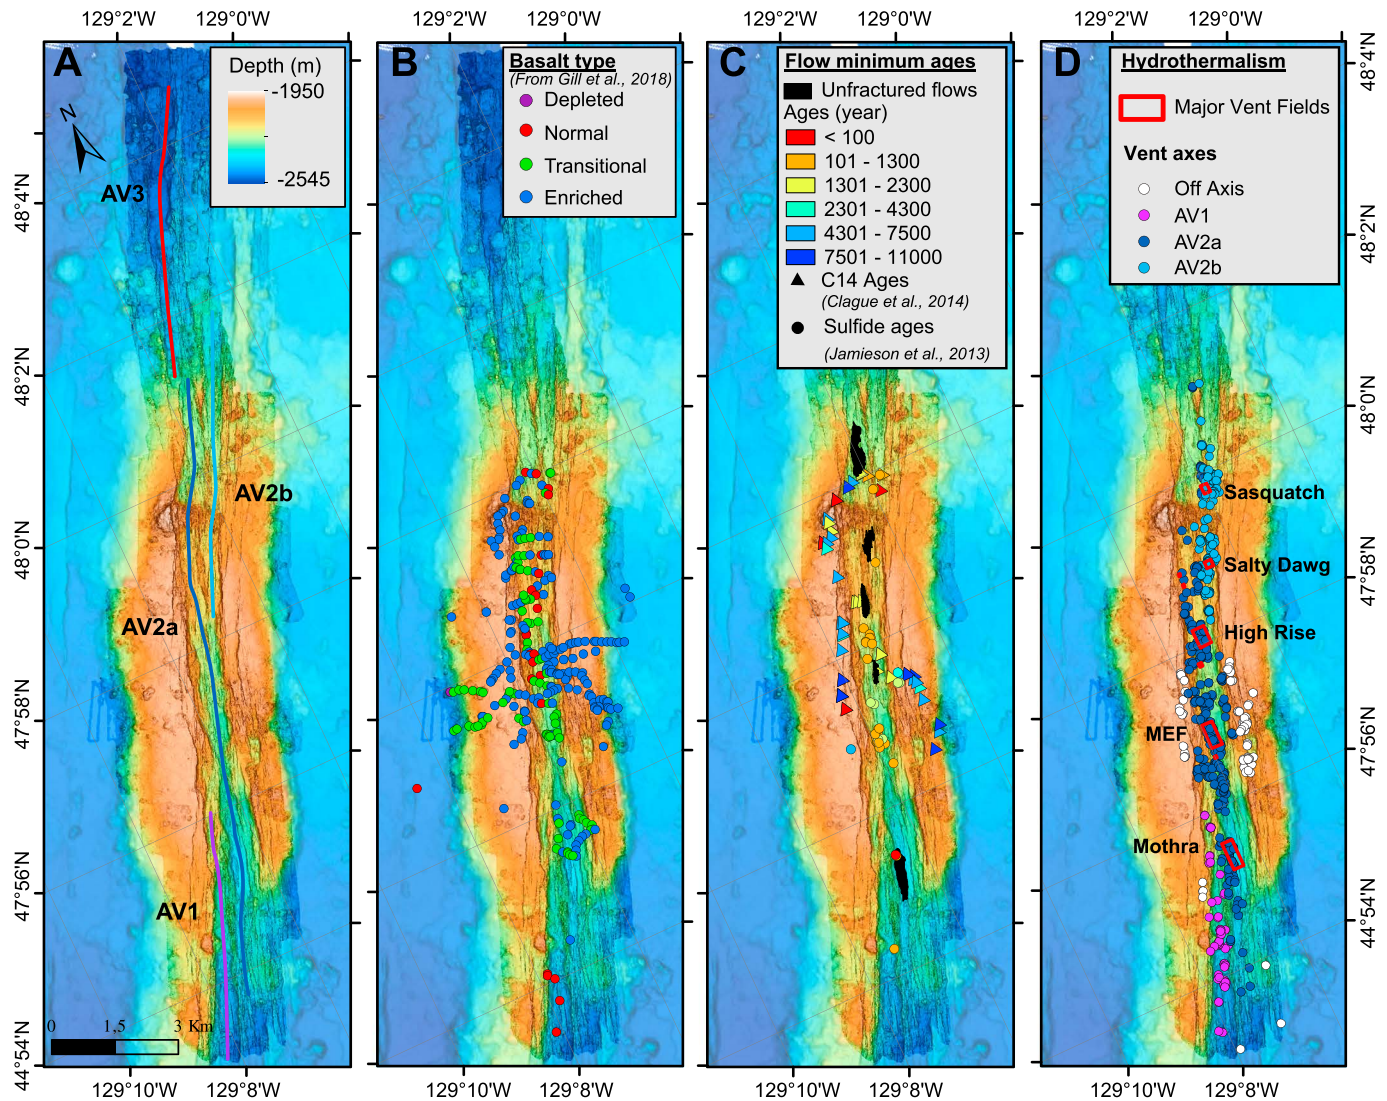 129°2'W
129°0'W
129°2'W
129°0'W
129°2'W
129°0'W
129°2'W
129°0'W
A
Depth (m)
-1950
-2545
N
AV3
AV2b
AV2a
AV1
0
1,5
3 Km
48°4'N
48°2'N
48°0'N
47°58'N
47°56'N
44°54'N
129°10'W
129°8'W
B
Basalt type
(From Gill et al., 2018)
Depleted
Normal
Transitional
Enriched
129°10'W
129°8'W
C
Flow minimum ages
Unfractured flows
Ages (year)
< 100
101 - 1300
1301 - 2300
2301 - 4300
4301 - 7500
7501 - 11000
C14 Ages
(Clague et al., 2014)
Sulfide ages
(Jamieson et al., 2013)
129°10'W
129°8'W
D
Hydrothermalism
Major Vent Fields
Vent axes
Off Axis
AV1
AV2a
AV2b
Sasquatch
Salty Dawg
High Rise
MEF
Mothra
48°4'N
48°2'N
48°0'N
47°58'N
47°56'N
44°54'N
129°10'W
129°8'W